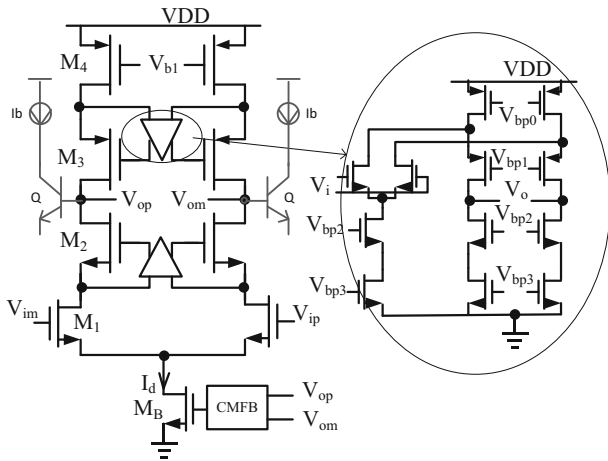 VDD
M4
Vb1
Ib
Ib
M3
Q
Vop
Vom
Q
M2
Vim
M1
Vip
Id
MB
CMFB
Vop
Vom
VDD
Vbp0
Vbp1
Vi
Vo
Vbp2
Vbp2
Vbp3
Vbp3